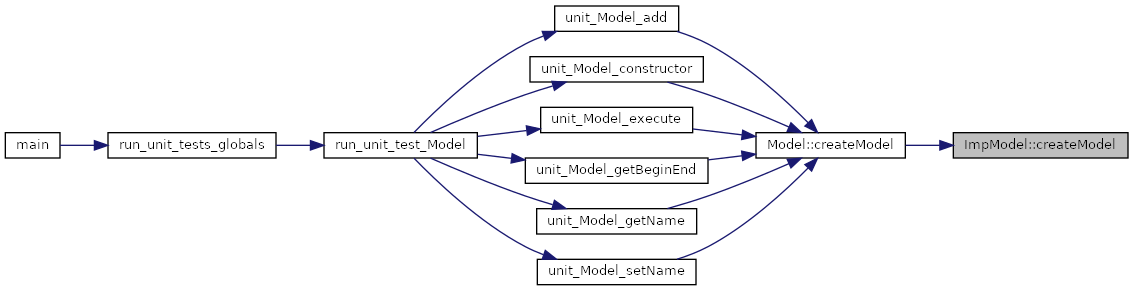 unit_Model_add
unit_Model_constructor
unit_Model_execute
main
run_unit_tests_globals
run_unit_test_Model
Model::createModel
ImpModel::createModel
unit_Model_getBeginEnd
unit_Model_getName
unit_Model_setName